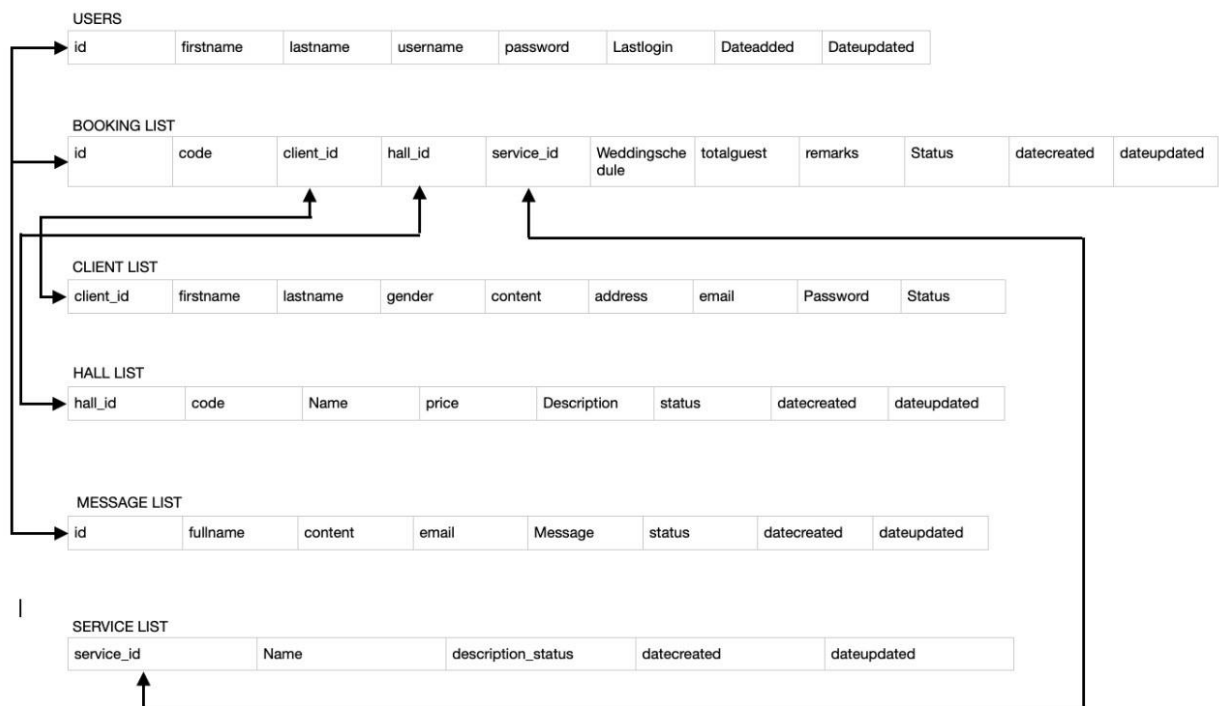 USERS
id firstname lastname username password Lastlogin Dateadded Dateupdated
BOOKING LIST
id code client_id hall_id service_id Weddingsche totalguest remarks Status datecreated dateupdated
dule
CLIENT LIST
client_id firstname lastname gender content address email Password Status
HALL LIST
hall_id code Name price Description status datecreated dateupdated
MESSAGE LIST
id fullname content email Message status datecreated dateupdated
SERVICE LIST
service_id Name description_status datecreated dateupdated